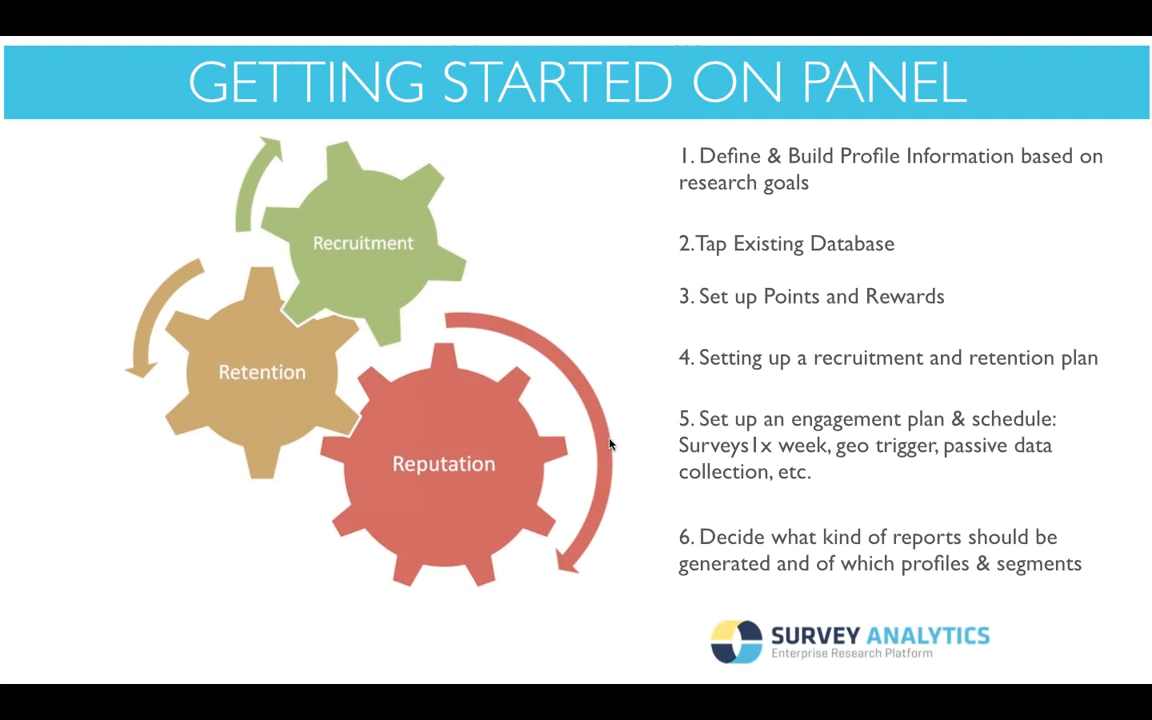 GETTING STARTED ON PANEL
Recruitment
Retention
Reputation
1. Define & Build Profile Information based on
research goals
2.Tap Existing Database
3. Set up Points and Rewards
4. Setting up a recruitment and retention plan
5. Set up an engagement plan & schedule:
Surveys1x week, geo trigger, passive data
collection, etc.
6. Decide what kind of reports should be
generated and of which profiles & segments
SURVEY ANALYTICS
Enterprise Research Platform